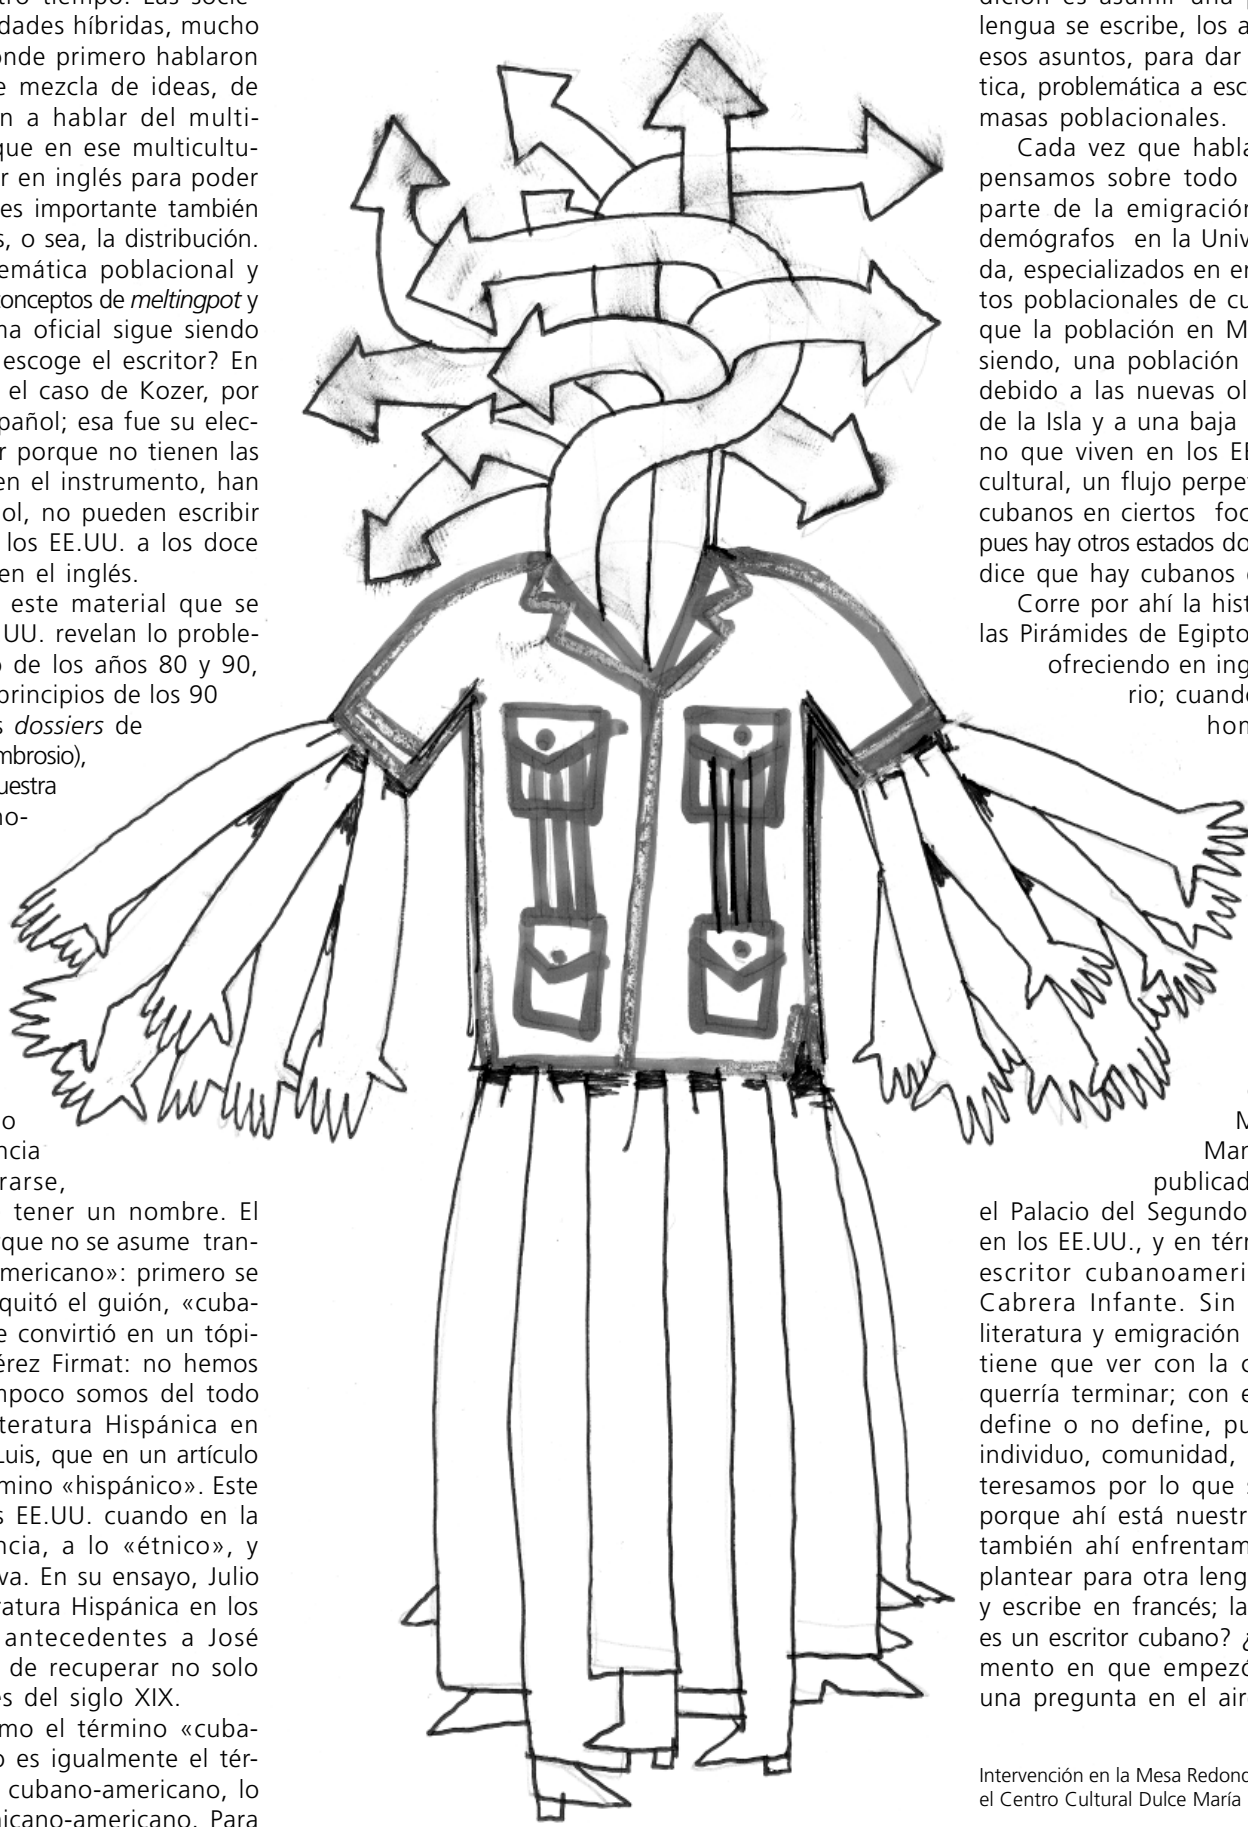 tro tiempo. Las socie-
dades híbridas, mucho
onde primero hablaron
e mezcla de ideas, de
n a hablar del multi-
que en ese multicultu-
r en inglés para poder
es importante también
s, o sea, la distribución.
emática poblacional y
conceptos de meltingpot y
ma oficial sigue siendo
escoge el escritor? En
el caso de Kozer, por
pañol; esa fue su elec-
r porque no tienen las
en el instrumento, han
ol, no pueden escribir
los EE.UU. a los doce
en el inglés.
este material que se
UU. revelan lo proble-
o de los años 80 y 90,
principios de los 90
s dossiers de
mbrosio),
uestra
no-
o
ncia
rarse,
tener un nombre. El
rque no se asume tran-
mericano»: primero se
quitó el guión, «cuba-
e convirtió en un tópi-
érez Firmat: no hemos
mpoco somos del todo
iteratura Hispánica en
Luis, que en un artículo
mino «hispánico». Este
s EE.UU. cuando en la
ncia, a lo «étnico», y
va. En su ensayo, Julio
ratura Hispánica en los
antecedentes a José
de recuperar no solo
es del siglo XIX.
mo el término «cuba-
o es igualmente el tér-
cubano-americano, lo
nicano-americano. Para
dición es asumir una p
lengua se escribe, los a
esos asuntos, para dar
tica, problemática a esc
masas poblacionales.
Cada vez que habla
pensamos sobre todo
parte de la emigración
demógrafos en la Univ
da, especializados en en
tos poblacionales de cu
que la población en M
siendo, una población
debido a las nuevas ol
de la Isla y a una baja
no que viven en los EE
cultural, un flujo perpet
cubanos en ciertos foc
pues hay otros estados do
dice que hay cubanos e
Corre por ahí la hist
las Pirámides de Egipto
ofreciendo en ing
rio; cuando
hom
M
Mar
publicad
el Palacio del Segundo
en los EE.UU., y en térr
escritor cubanoameri
Cabrera Infante. Sin
literatura y emigración
tiene que ver con la c
querría terminar; con e
define o no define, pu
individuo, comunidad,
teresamos por lo que s
porque ahí está nuestr
también ahí enfrentam
plantear para otra leng
y escribe en francés; la
es un escritor cubano? ¿
mento en que empezó
una pregunta en el aire
Intervención en la Mesa Redond
el Centro Cultural Dulce María